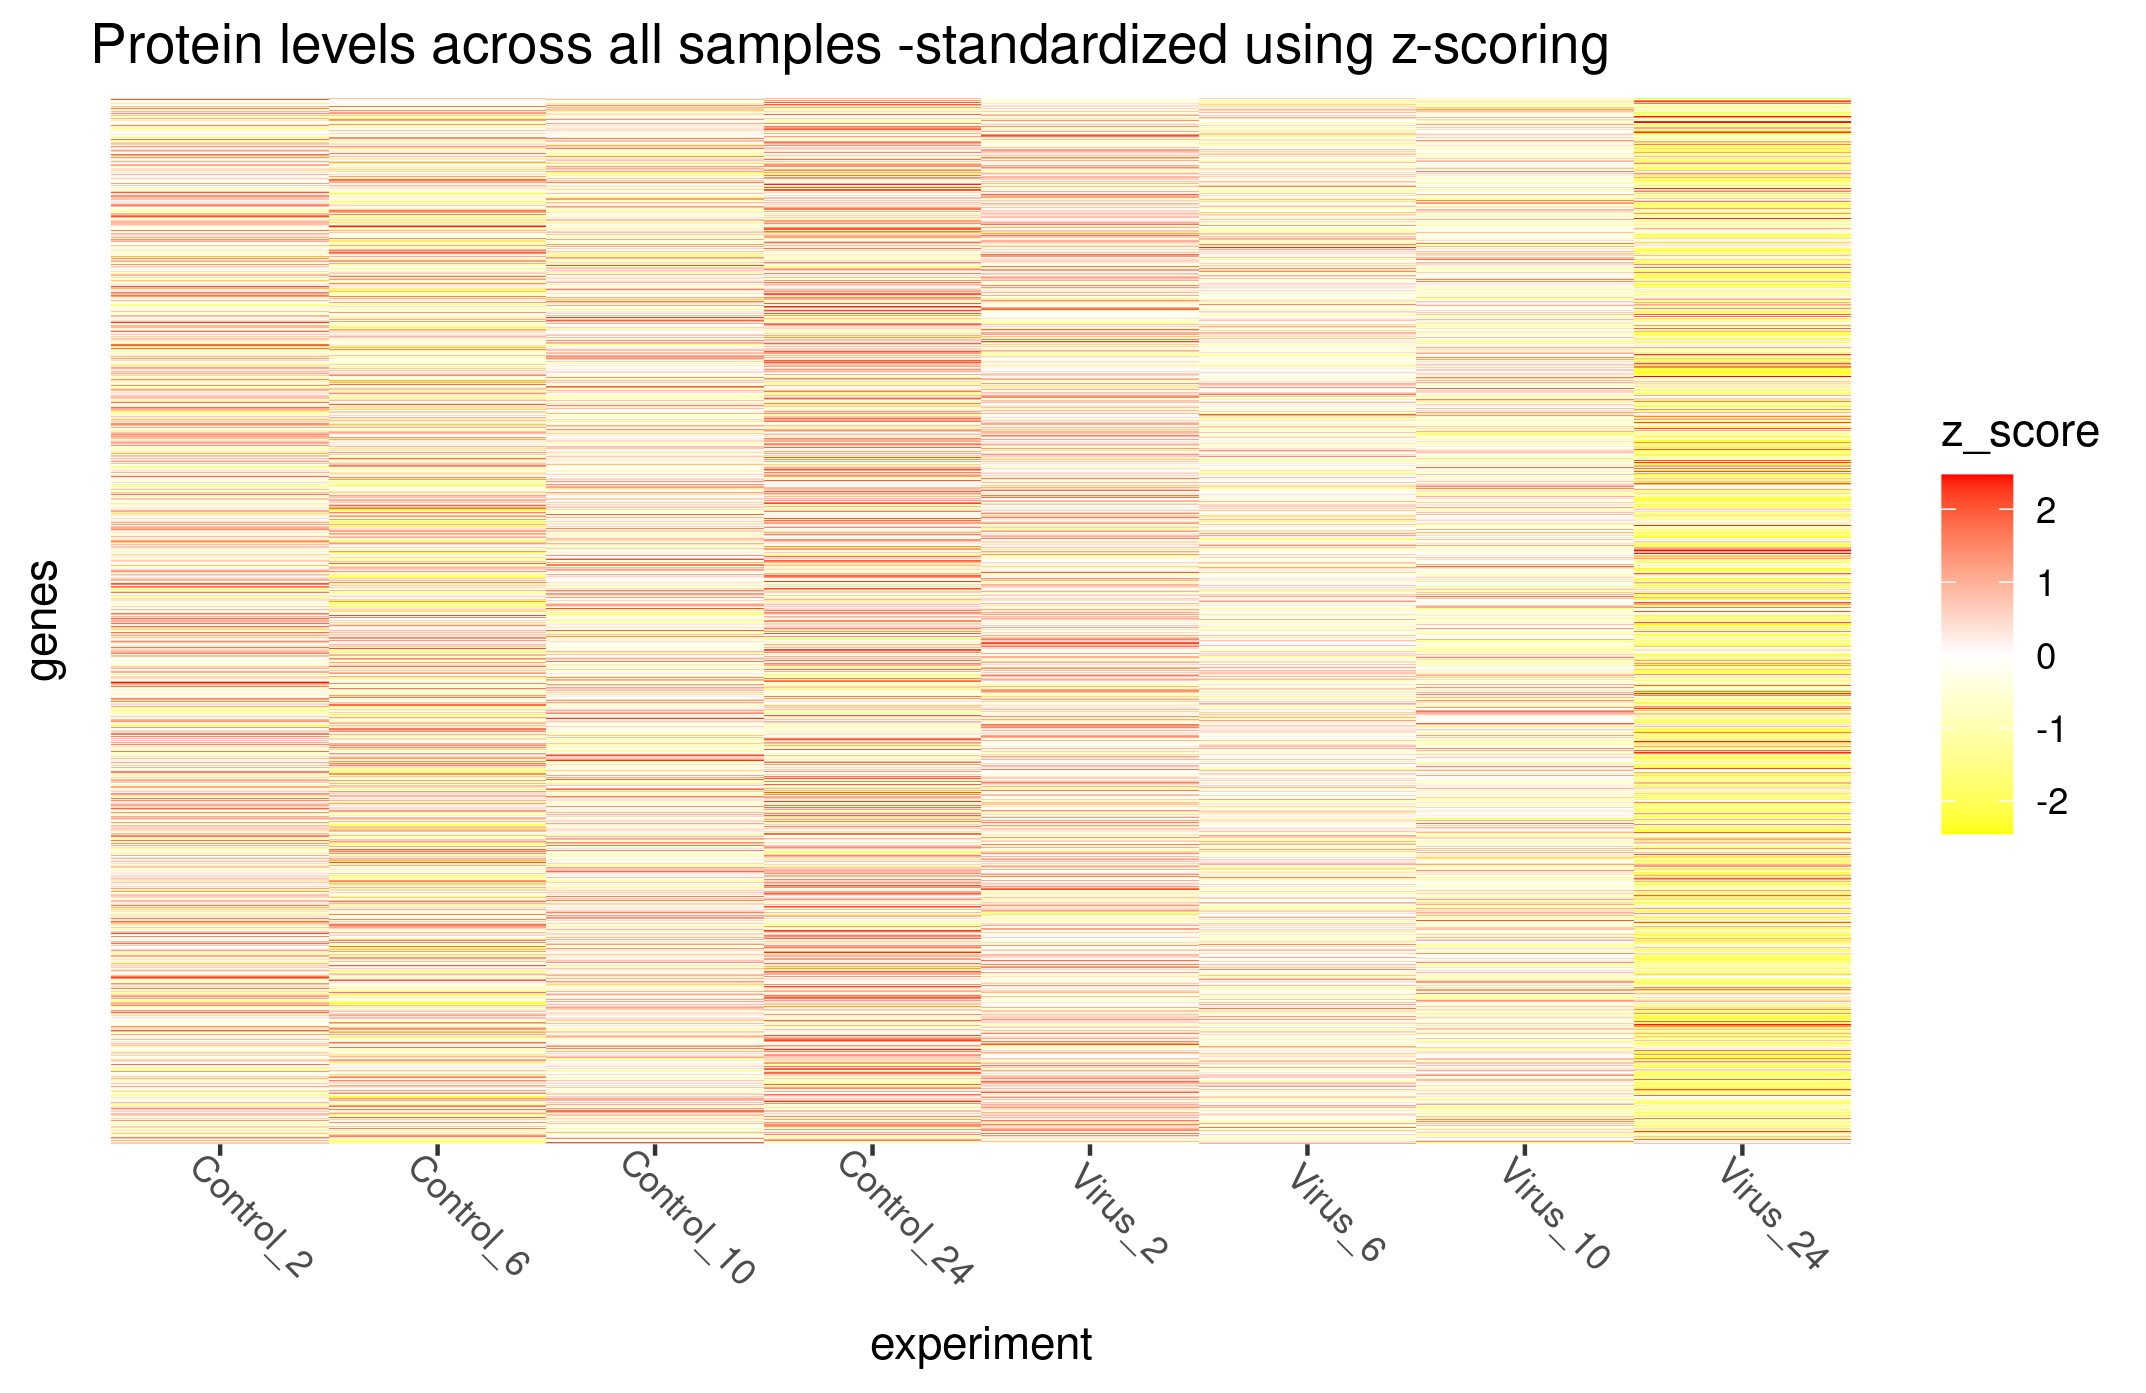 Protein levels across all samples -standardized using z-scoring
genes
z_score
2
1
0
-1
-2
Control_2
Control_6
Control_10
Control_24
Virus_2
Virus_6
Virus_10
Virus_24
experiment